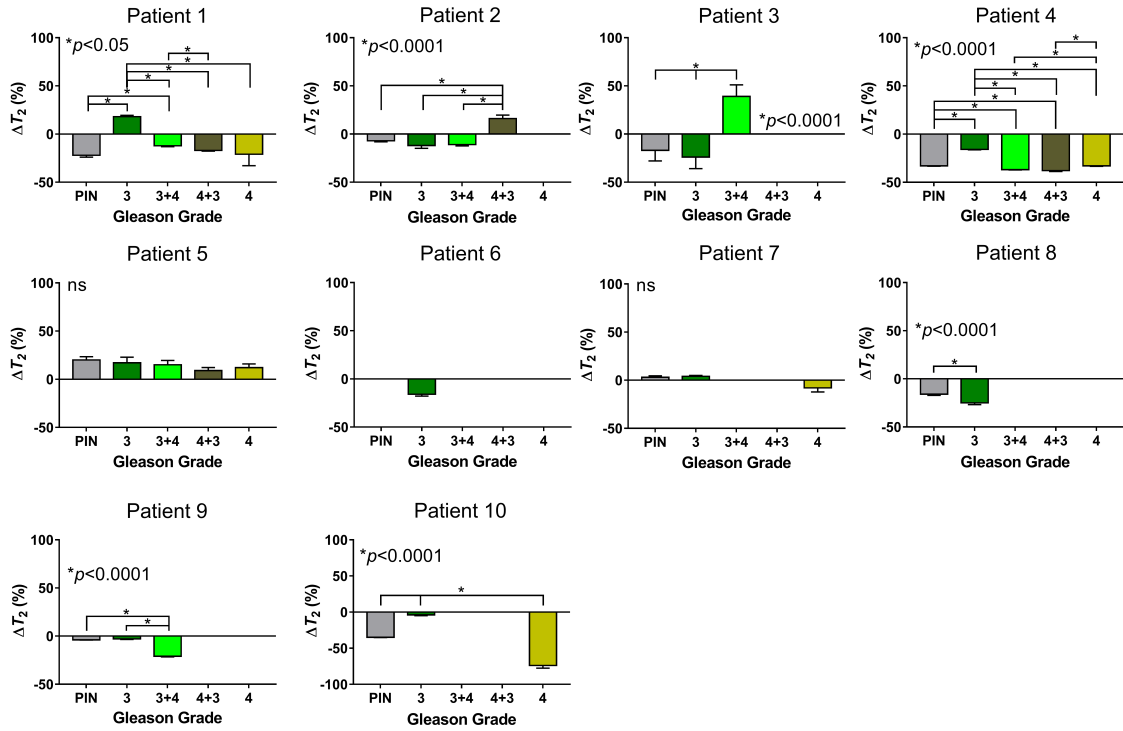 Patient 1
*p<0.05
ΔT2 (%)
100
50
0
-50
* * * * * * *
PIN 3 3+4 4+3 4
Gleason Grade
Patient 2
*p<0.0001
ΔT2 (%)
100
50
0
-50
* * *
PIN 3 3+4 4+3 4
Gleason Grade
Patient 3
*p<0.0001
ΔT2 (%)
100
50
0
-50
*
PIN 3 3+4 4+3 4
Gleason Grade
Patient 4
*p<0.0001
ΔT2 (%)
100
50
0
-50
* * * * * * * *
PIN 3 3+4 4+3 4
Gleason Grade
Patient 5
ns
ΔT2 (%)
100
50
0
-50
PIN 3 3+4 4+3 4
Gleason Grade
Patient 6
ΔT2 (%)
100
50
0
-50
PIN 3 3+4 4+3 4
Gleason Grade
Patient 7
ns
ΔT2 (%)
100
50
0
-50
PIN 3 3+4 4+3 4
Gleason Grade
Patient 8
*p<0.0001
ΔT2 (%)
100
50
0
-50
*
PIN 3 3+4 4+3 4
Gleason Grade
Patient 9
*p<0.0001
ΔT2 (%)
100
50
0
-50
* *
PIN 3 3+4 4+3 4
Gleason Grade
Patient 10
*p<0.0001
ΔT2 (%)
100
50
0
-50
-100
*
PIN 3 3+4 4+3 4
Gleason Grade